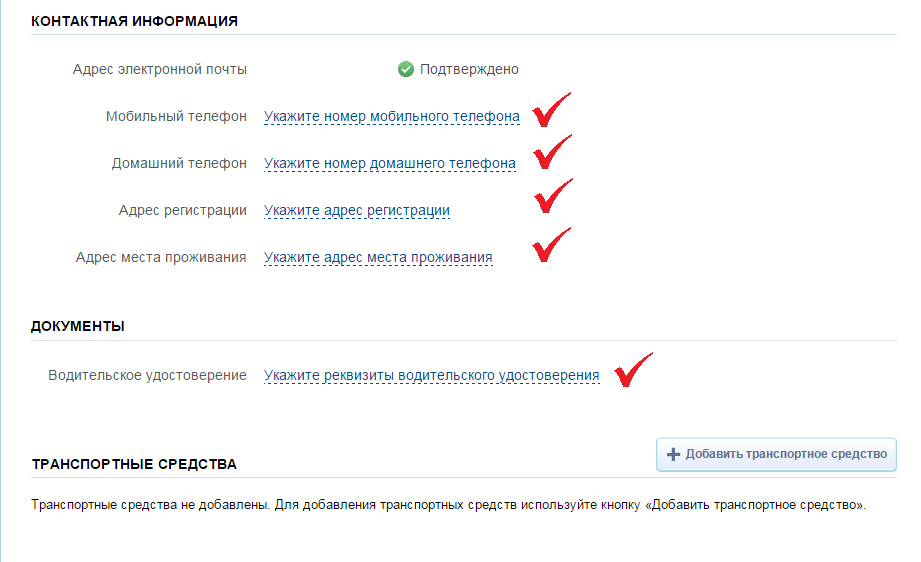 КОНТАКТНАЯ ИНФОРМАЦИЯ
Адрес электронной почты Подтверждено
Мобильный телефон Укажите номер мобильного телефона
Домашний телефон Укажите номер домашнего телефона
Адрес регистрации Укажите адрес регистрации
Адрес места проживания Укажите адрес места проживания
ДОКУМЕНТЫ
Водительское удостоверение Укажите реквизиты водительского удостоверения
ТРАНСПОРТНЫЕ СРЕДСТВА Добавить транспортное средство
Транспортные средства не добавлены. Для добавления транспортных средств используйте кнопку «Добавить транспортное средство».